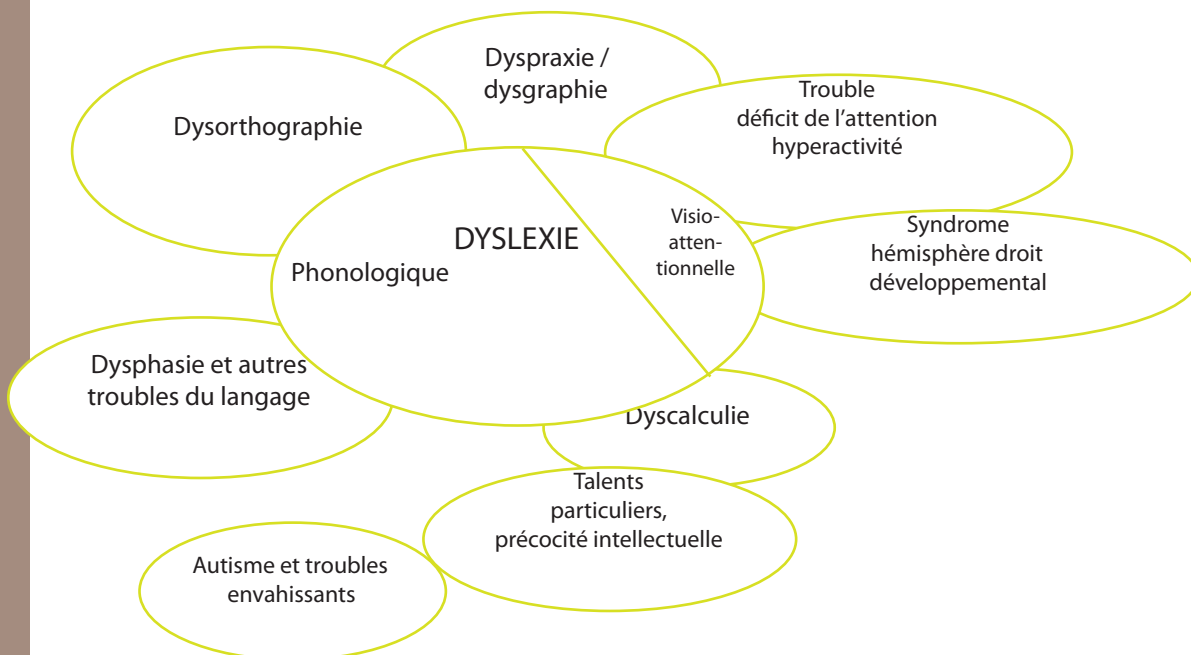 Dyspraxie /
dysgraphie
Dysorthographie
Trouble
déficit de l'attention
hyperactivité
DYSLEXIE
Phonologique
Visio-
atten-
tionnelle
Syndrome
hémisphère droit
développemental
Dysphasie et autres
troubles du langage
Dyscalculie
Talents
particuliers,
précocité intellectuelle
Autisme et troubles
envahissants